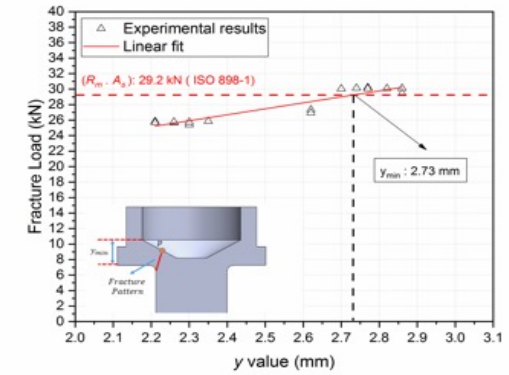 △ Experimental results
Linear fit
(Rm . As): 29.2 kN ( ISO 898-1)
40
38
36
34
32
30
28
26
24
22
20
18
16
14
12
10
8
6
4
2
0
Fracture Load (kN)
ymin : 2.73 mm
P
ymin
Fracture
Pattern
2.0 2.1 2.2 2.3 2.4 2.5 2.6 2.7 2.8 2.9 3.0 3.1
y value (mm)